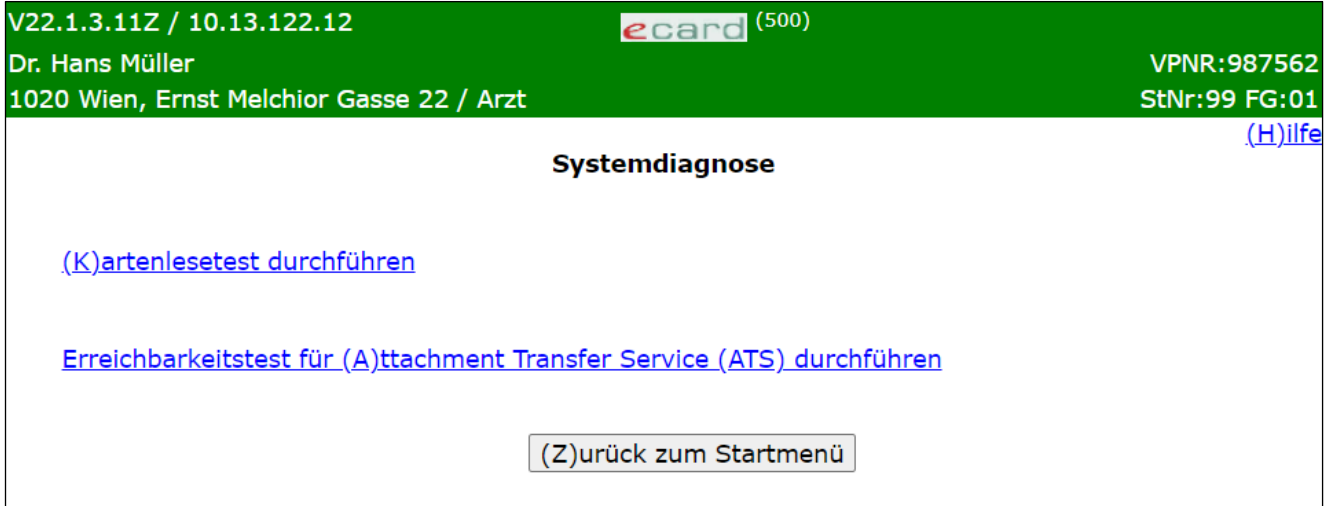 V22.1.3.11Z / 10.13.122.12 ecard (500)
Dr. Hans Müller VPNR:987562
1020 Wien, Ernst Melchior Gasse 22 / Arzt StNr:99 FG:01
(H)ilfe
Systemdiagnose
(K)artenlesetest durchführen
Erreichbarkeitstest für (A)ttachment Transfer Service (ATS) durchführen
(Z)urück zum Startmenü